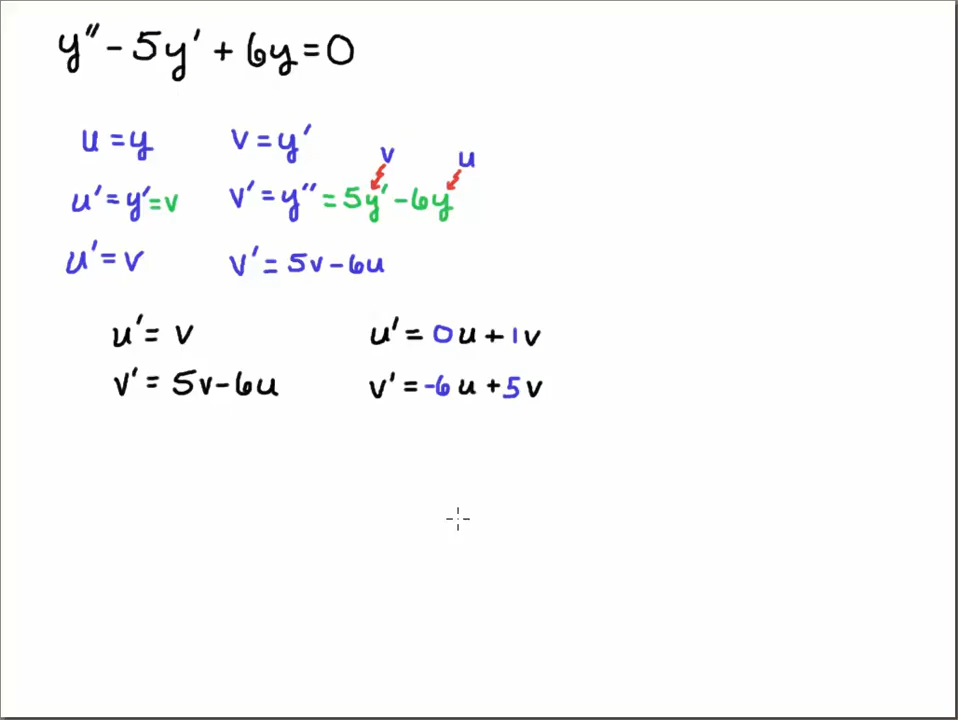 y'' - 5y' + 6y = 0
u = y v = y'
v u
u' = y' = v v' = y'' = 5y' - 6y
u' = v v' = 5v - 6u
u' = v u' = 0u + 1v
v' = 5v - 6u v' = -6u + 5v